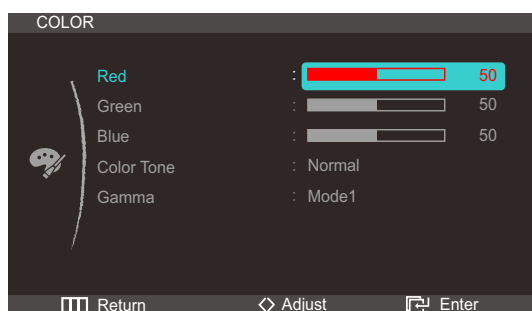 COLOR
Red : 50
Green : 50
Blue : 50
Color Tone : Normal
Gamma : Mode1
Return Adjust Enter